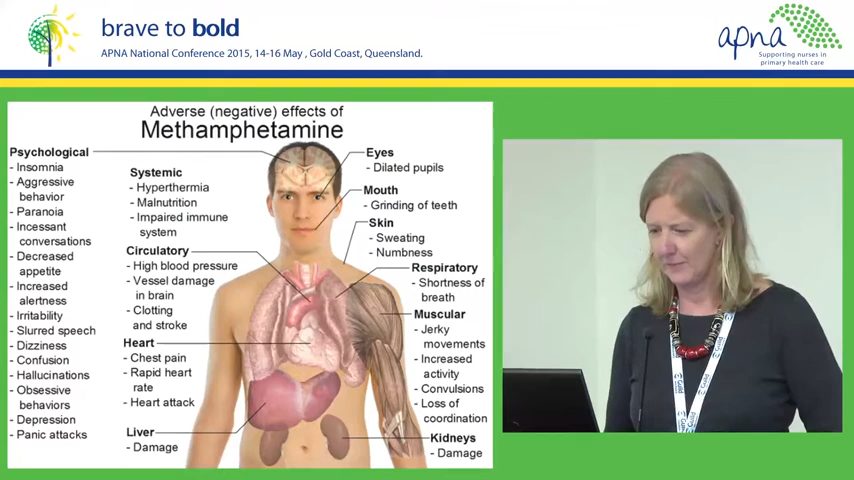 brave to bold
APNA National Conference 2015, 14-16 May , Gold Coast, Queensland.
apna
Supporting nurses in
primary health care
Adverse (negative) effects of
Methamphetamine
Psychological
- Insomnia
- Aggressive
behavior
- Paranoia
- Incessant
conversations
- Decreased
appetite
- Increased
alertness
- Irritability
- Slurred speech
- Dizziness
- Confusion
- Hallucinations
- Obsessive
behaviors
- Depression
- Panic attacks
Systemic
- Hyperthermia
- Malnutrition
- Impaired immune
system
Circulatory
- High blood pressure
- Vessel damage
in brain
- Clotting
and stroke
Heart
- Chest pain
- Rapid heart
rate
- Heart attack
Liver
- Damage
Eyes
- Dilated pupils
Mouth
- Grinding of teeth
Skin
- Sweating
- Numbness
Respiratory
- Shortness of
breath
Muscular
- Jerky
movements
- Increased
activity
- Convulsions
- Loss of
coordination
Kidneys
- Damage